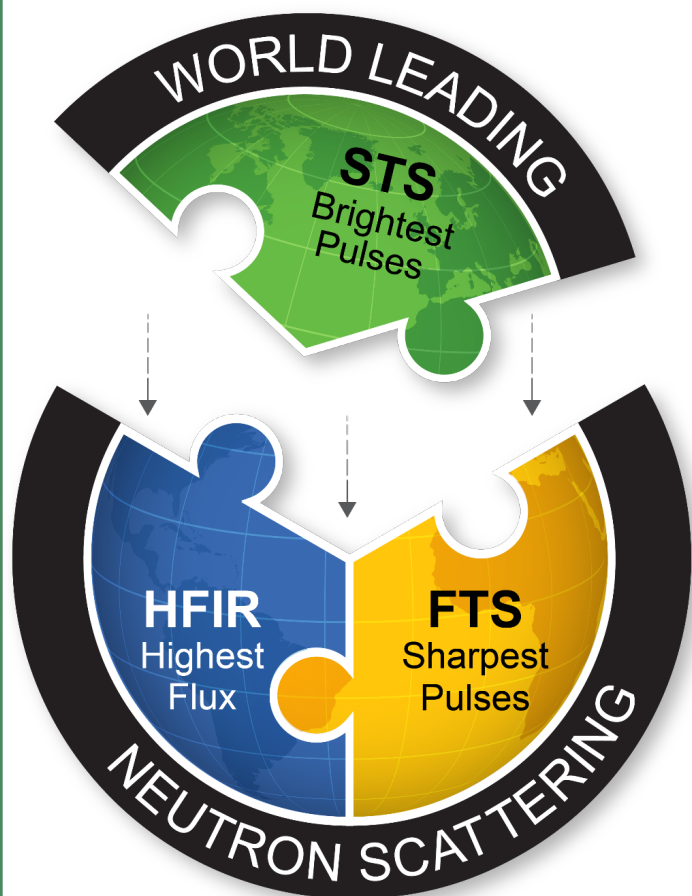 WORLD LEADING
STS
Brightest
Pulses
HFIR
Highest
Flux
FTS
Sharpest
Pulses
NEUTRON SCATTERING